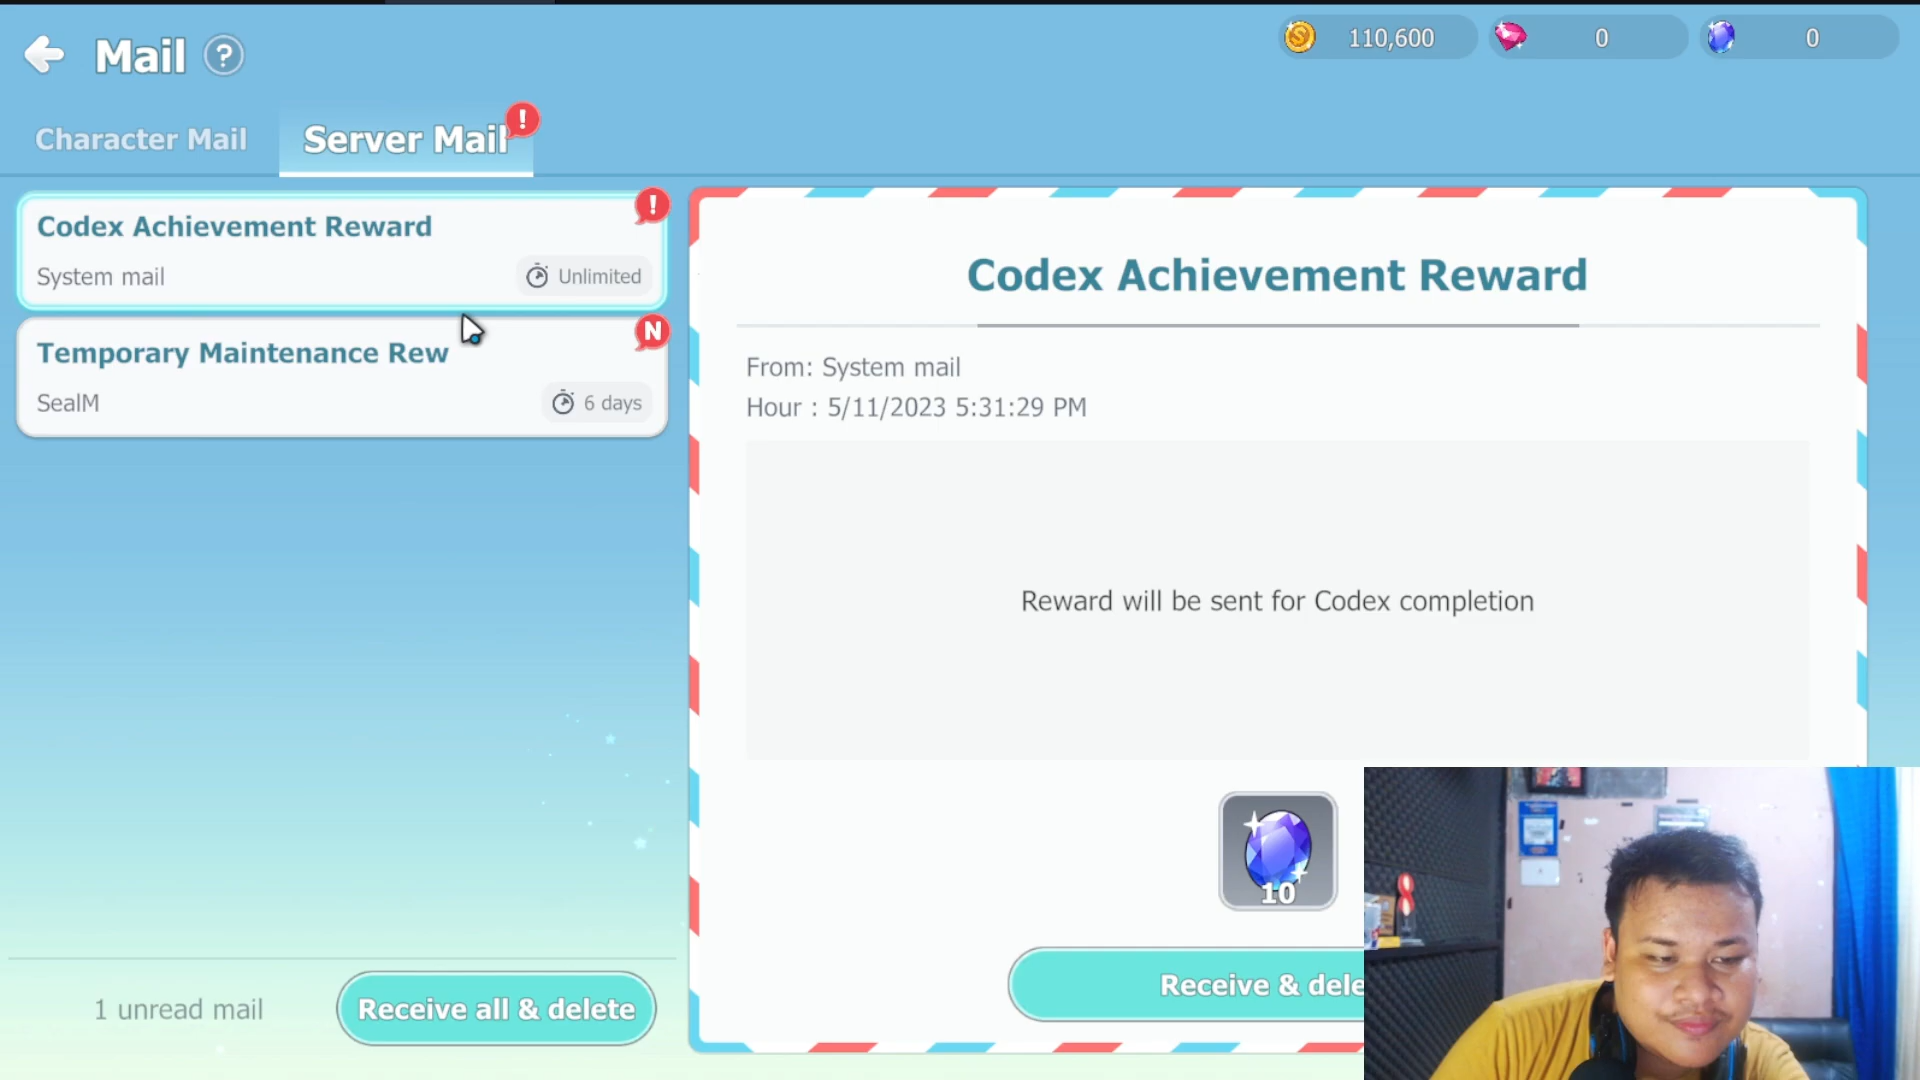 Mail ?
110,600
0
0
Character Mail
Server Mail !
Codex Achievement Reward !
System mail
Unlimited
Temporary Maintenance Rew N
SealM
6 days
1 unread mail
Receive all & delete
Codex Achievement Reward
From: System mail
Hour : 5/11/2023 5:31:29 PM
Reward will be sent for Codex completion
10
Receive & dele